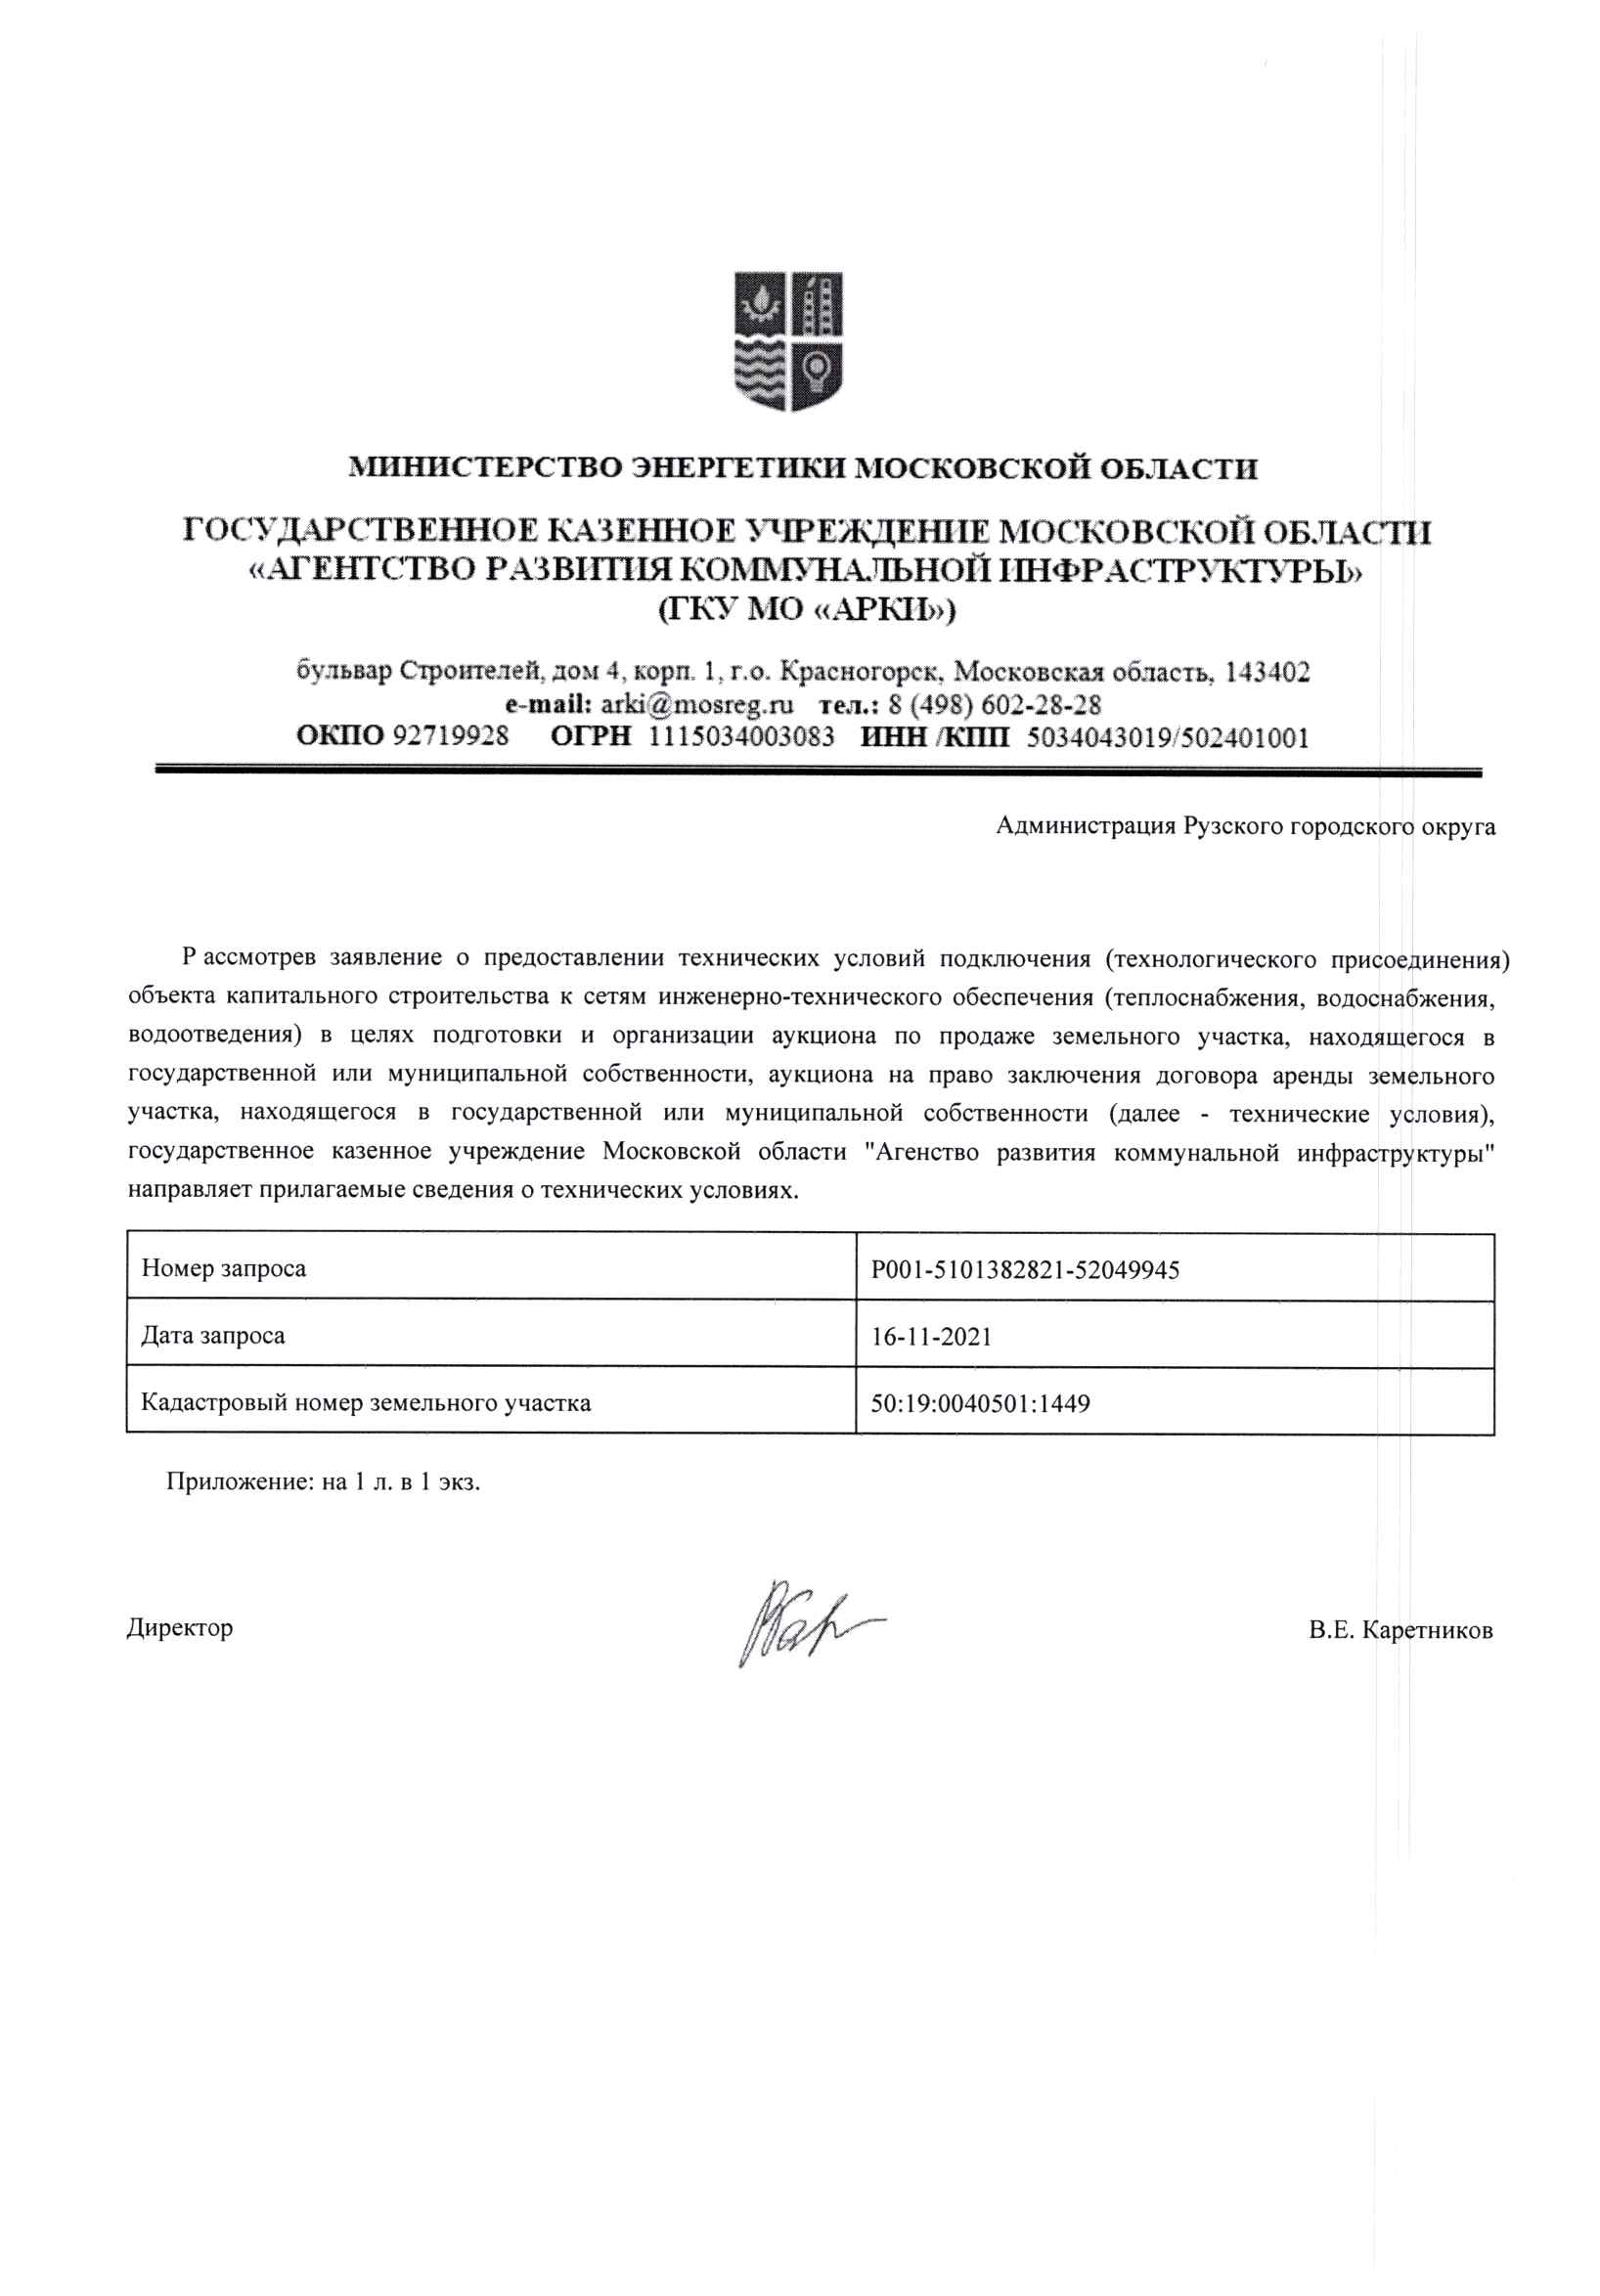 МИНИСТЕРСТВО ЭНЕРГЕТИКИ МОСКОВСКОЙ ОБЛАСТИ
ГОСУДАРСТВЕННОЕ КАЗЕННОЕ УЧРЕЖДЕНИЕ МОСКОВСКОЙ ОБЛАСТИ
«АГЕНТСТВО РАЗВИТИЯ КОММУНАЛЬНОЙ ИНФРАСТРУКТУРЫ»
(ГКУ МО «АРКИ»)
бульвар Строителей, дом 4, корп. 1, г.о. Красногорск, Московская область, 143402
e-mail: arki@mosreg.ru тел.: 8 (498) 602-28-28
ОКПО 92719928 ОГРН 1115034003083 ИНН /КПП 5034043019/502401001
Администрация Рузского городского округа
Р ассмотрев заявление о предоставлении технических условий подключения (технологического присоединения)
объекта капитального строительства к сетям инженерно-технического обеспечения (теплоснабжения, водоснабжения,
водоотведения) в целях подготовки и организации аукциона по продаже земельного участка, находящегося в
государственной или муниципальной собственности, аукциона на право заключения договора аренды земельного
участка, находящегося в государственной или муниципальной собственности (далее - технические условия),
государственное казенное учреждение Московской области "Агенство развития коммунальной инфраструктуры"
направляет прилагаемые сведения о технических условиях.
Номер запроса P001-5101382821-52049945
Дата запроса 16-11-2021
Кадастровый номер земельного участка 50:19:0040501:1449
Приложение: на 1 л. в 1 экз.
Директор В.Е. Каретников